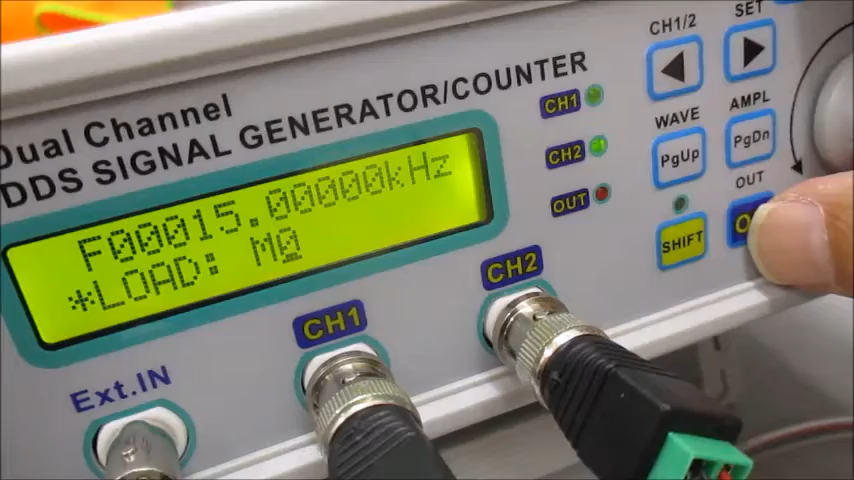 Dual Channel
DDS SIGNAL GENERATOR/COUNTER
F00015.00000kHz
*LOAD: M0
CH1
CH2
OUT
CH1/2
SET
WAVE
AMPL
PgUp
PgDn
OUT
SHIFT
Ext.IN
CH1
CH2